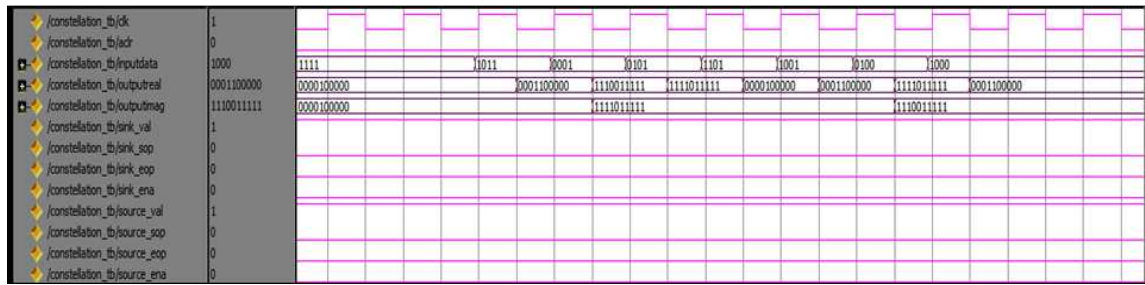 /constellation_tb/clk 1
/constellation_tb/aclr 0
/constellation_tb/inputdata 1000 1111 1011 0001 0101 1101 1001 0100 1000
/constellation_tb/outputreal 0001100000 0000100000 0001100000 1110011111 1111011111 0000100000 0001100000 1111011111 0001100000
/constellation_tb/outputimag 1110011111 0000100000 1111011111 1110011111
/constellation_tb/sink_val 1
/constellation_tb/sink_sop 0
/constellation_tb/sink_eop 0
/constellation_tb/sink_ena 0
/constellation_tb/source_val 1
/constellation_tb/source_sop 0
/constellation_tb/source_eop 0
/constellation_tb/source_ena 0